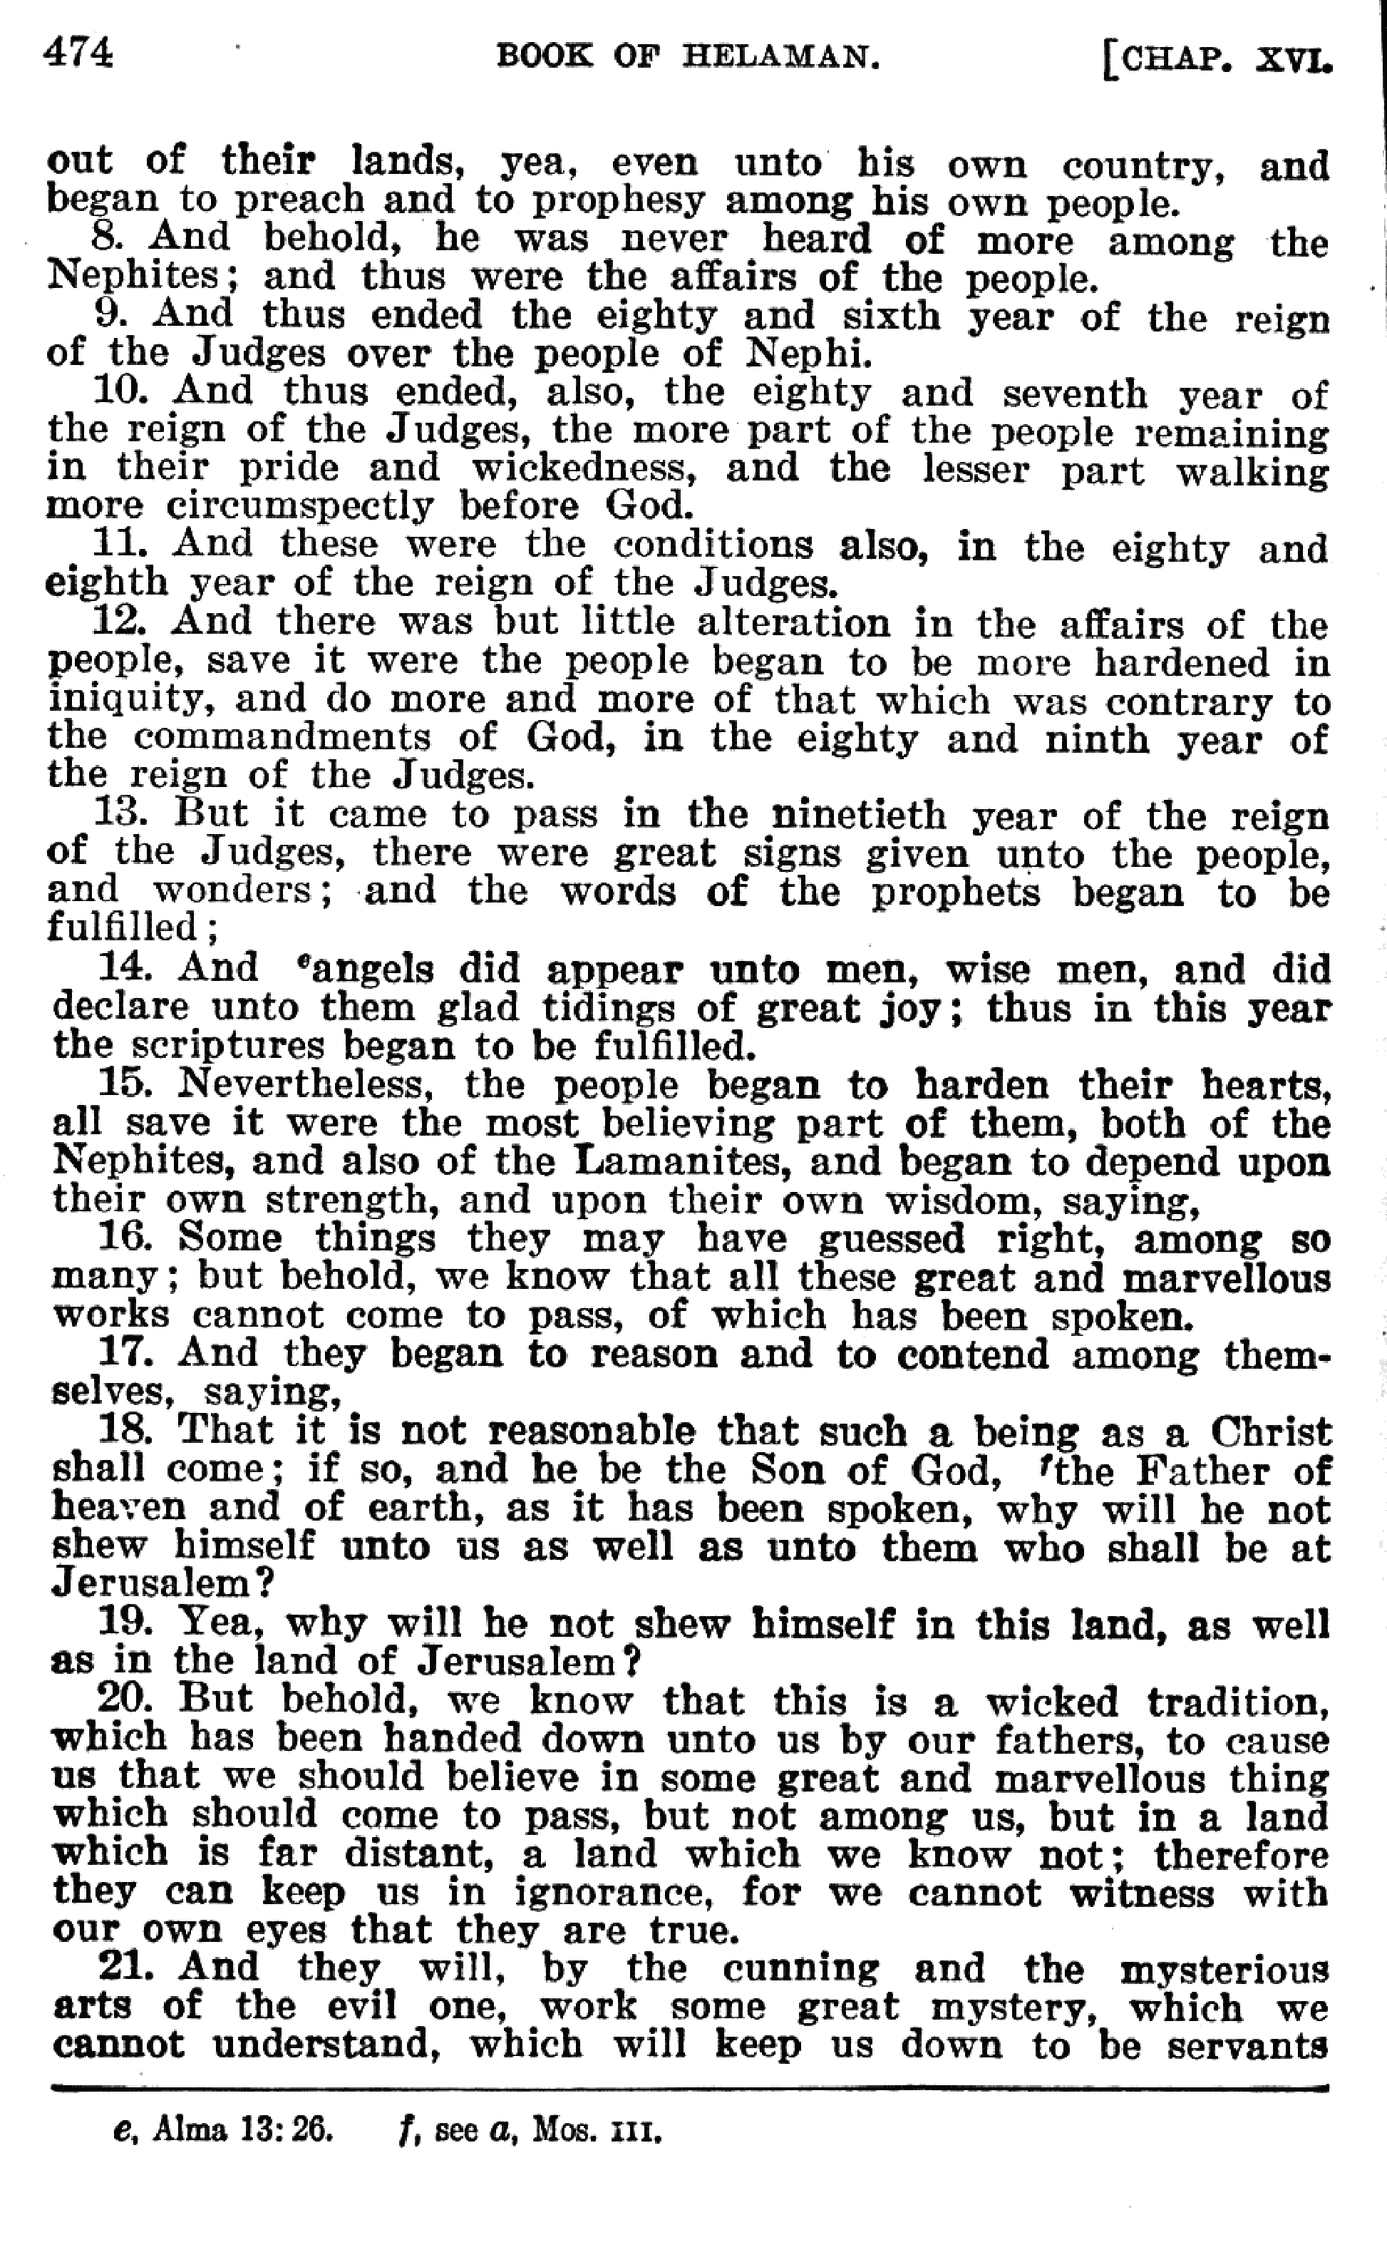 474 BOOK OF HELAMAN. [CHAP. XVI.
out of their lands, yea, even unto his own country, and
began to preach and to prophesy among his own people.
8. And behold, he was never heard of more among the
Nephites; and thus were the affairs of the people.
9. And thus ended the eighty and sixth year of the reign
of the Judges over the people of Nephi.
10. And thus ended, also, the eighty and seventh year of
the reign of the Judges, the more part of the people remaining
in their pride and wickedness, and the lesser part walking
more circumspectly before God.
11. And these were the conditions also, in the eighty and
eighth year of the reign of the Judges.
12. And there was but little alteration in the affairs of the
people, save it were the people began to be more hardened in
iniquity, and do more and more of that which was contrary to
the commandments of God, in the eighty and ninth year of
the reign of the Judges.
13. But it came to pass in the ninetieth year of the reign
of the Judges, there were great signs given unto the people,
and wonders; and the words of the prophets began to be
fulfilled;
14. And eangels did appear unto men, wise men, and did
declare unto them glad tidings of great joy; thus in this year
the scriptures began to be fulfilled.
15. Nevertheless, the people began to harden their hearts,
all save it were the most believing part of them, both of the
Nephites, and also of the Lamanites, and began to depend upon
their own strength, and upon their own wisdom, saying,
16. Some things they may have guessed right, among so
many; but behold, we know that all these great and marvellous
works cannot come to pass, of which has been spoken.
17. And they began to reason and to contend among them-
selves, saying,
18. That it is not reasonable that such a being as a Christ
shall come; if so, and he be the Son of God, fthe Father of
heaven and of earth, as it has been spoken, why will he not
shew himself unto us as well as unto them who shall be at
Jerusalem?
19. Yea, why will he not shew himself in this land, as well
as in the land of Jerusalem?
20. But behold, we know that this is a wicked tradition,
which has been handed down unto us by our fathers, to cause
us that we should believe in some great and marvellous thing
which should come to pass, but not among us, but in a land
which is far distant, a land which we know not; therefore
they can keep us in ignorance, for we cannot witness with
our own eyes that they are true.
21. And they will, by the cunning and the mysterious
arts of the evil one, work some great mystery, which we
cannot understand, which will keep us down to be servants
e, Alma 13: 26. f, see a, Mos. III.